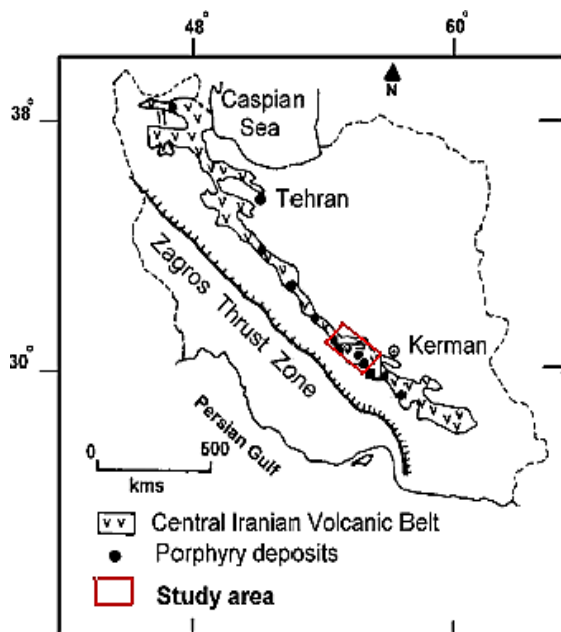 48°
60°
38°
30°
N
Caspian
Sea
Tehran
Zagros Thrust Zone
Kerman
Persian Gulf
0
500
kms
Central Iranian Volcanic Belt
Porphyry deposits
Study area